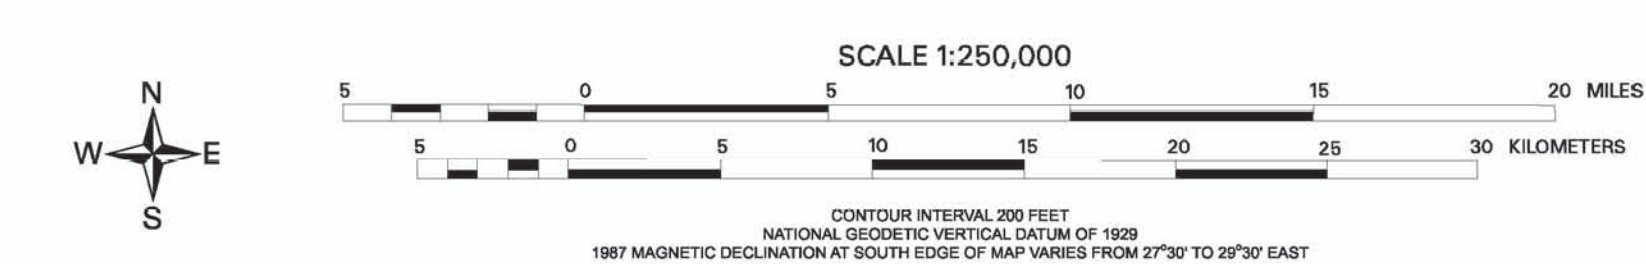 SCALE 1:250,000
5 0 5 10 15 20 MILES
N
W E
S
5 0 5 10 15 20 25 30 KILOMETERS
CONTOUR INTERVAL 200 FEET
NATIONAL GEODETIC VERTICAL DATUM OF 1929
1987 MAGNETIC DECLINATION AT SOUTH EDGE OF MAP VARIES FROM 27°30' TO 29°30' EAST